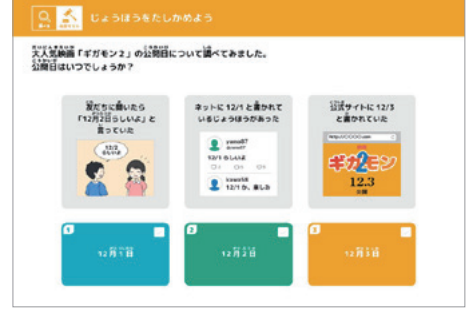 じょうほうをたしかめよう
大人気映画「ギガモン2」の公開日について調べてみました。
公開日はいつでしょうか？
友だちに聞いたら
「12月2日らしいよ」と
言っていた
12/2
らしいよ
ネットに 12/1 と書かれて
いるじょうほうがあった
yama07
12/1 らしいよ
12/1 か、楽しみ
公式サイトに 12/3
と書かれていた
ギガモン
2
12.3
公開
1
12月1日
2
12月2日
3
12月3日